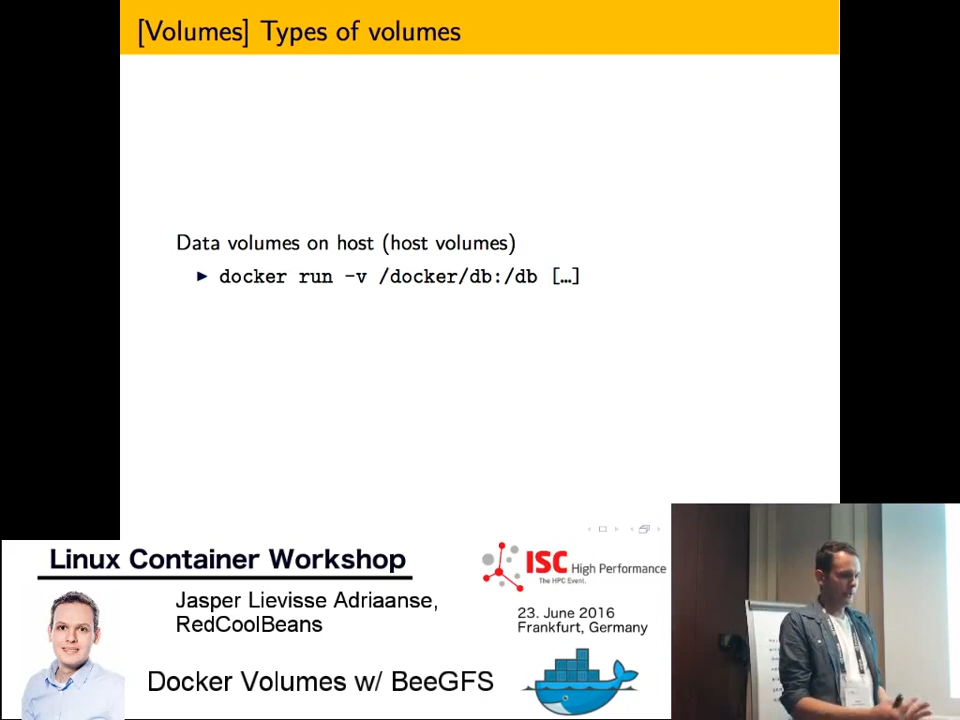 [Volumes] Types of volumes
Data volumes on host (host volumes)
docker run -v /docker/db:/db […]
Linux Container Workshop
Jasper Lievisse Adriaanse,
RedCoolBeans
Docker Volumes w/ BeeGFS
ISC High Performance
The HPC Event.
23. June 2016
Frankfurt, Germany